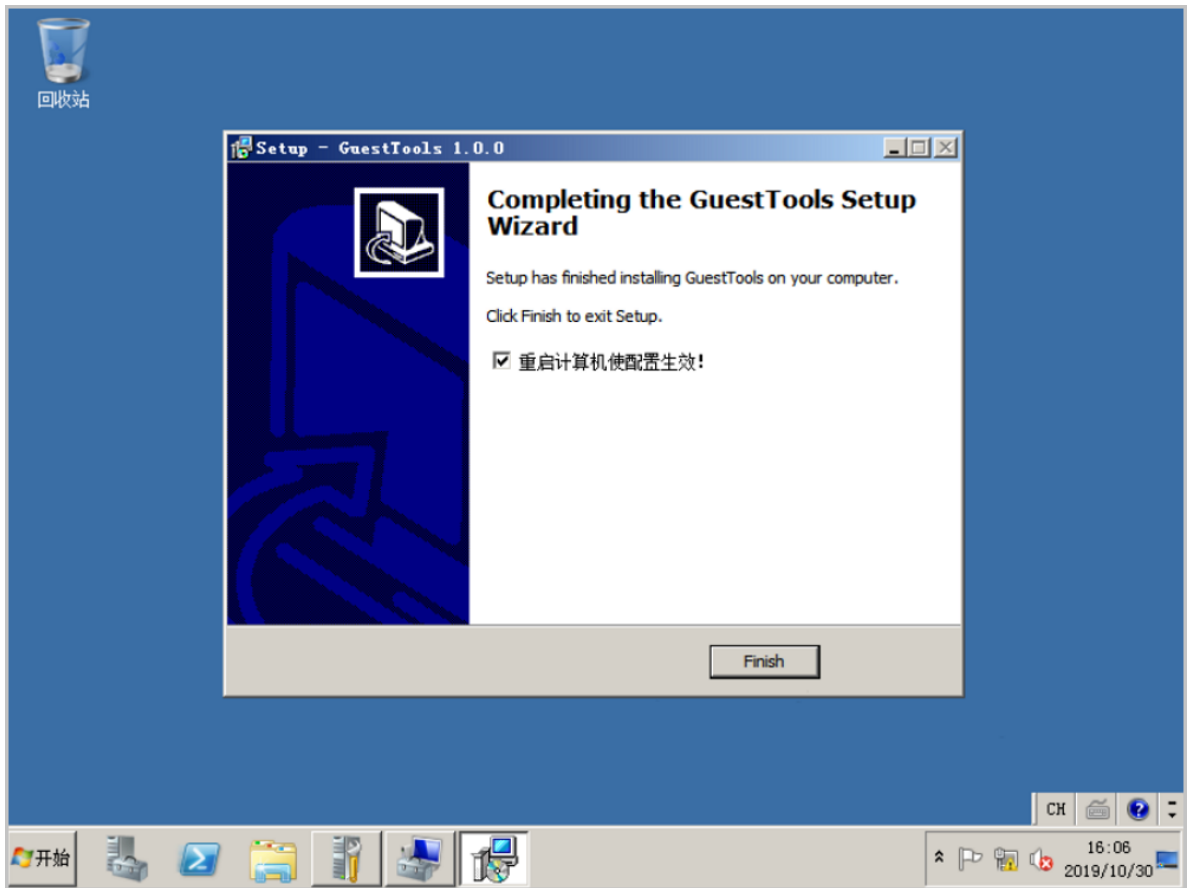 回收站
Setup - GuestTools 1.0.0
Completing the GuestTools Setup
Wizard
Setup has finished installing GuestTools on your computer.
Click Finish to exit Setup.
重启计算机使配置生效!
Finish
CH
开始
16:06
2019/10/30